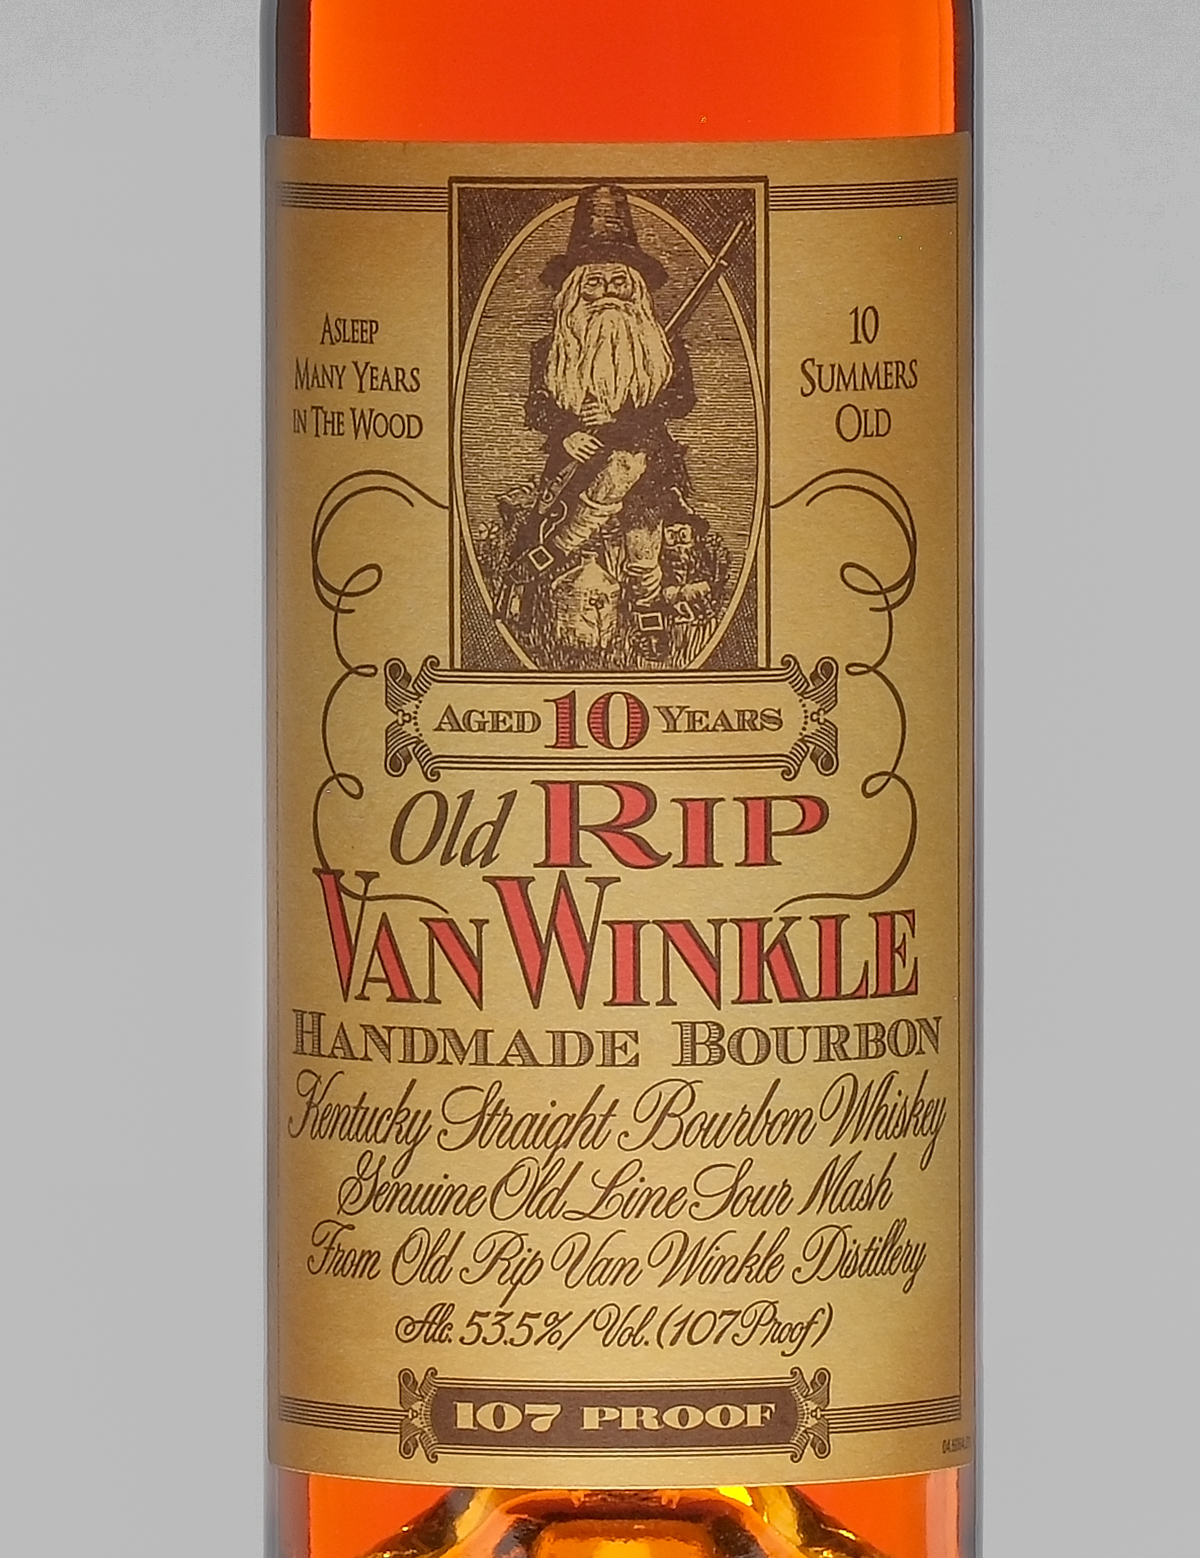 ASLEEP
MANY YEARS
IN THE WOOD
10
SUMMERS
OLD
AGED 10 YEARS
Old RIP
VAN WINKLE
HANDMADE BOURBON
Kentucky Straight Bourbon Whiskey
Genuine Old Line Sour Mash
From Old Rip Van Winkle Distillery
Alc. 53.5%/Vol. (107 Proof)
107 PROOF